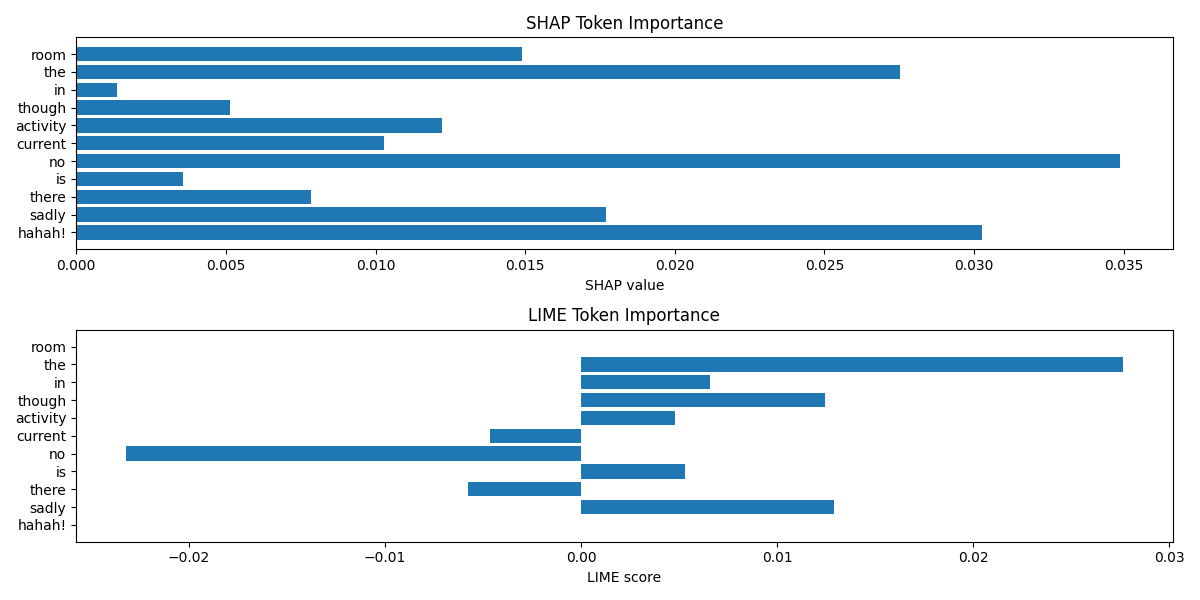 SHAP Token Importance
room
the
in
though
activity
current
no
is
there
sadly
hahah!
0.000 0.005 0.010 0.015 0.020 0.025 0.030 0.035
SHAP value
LIME Token Importance
room
the
in
though
activity
current
no
is
there
sadly
hahah!
−0.02 −0.01 0.00 0.01 0.02 0.03
LIME score